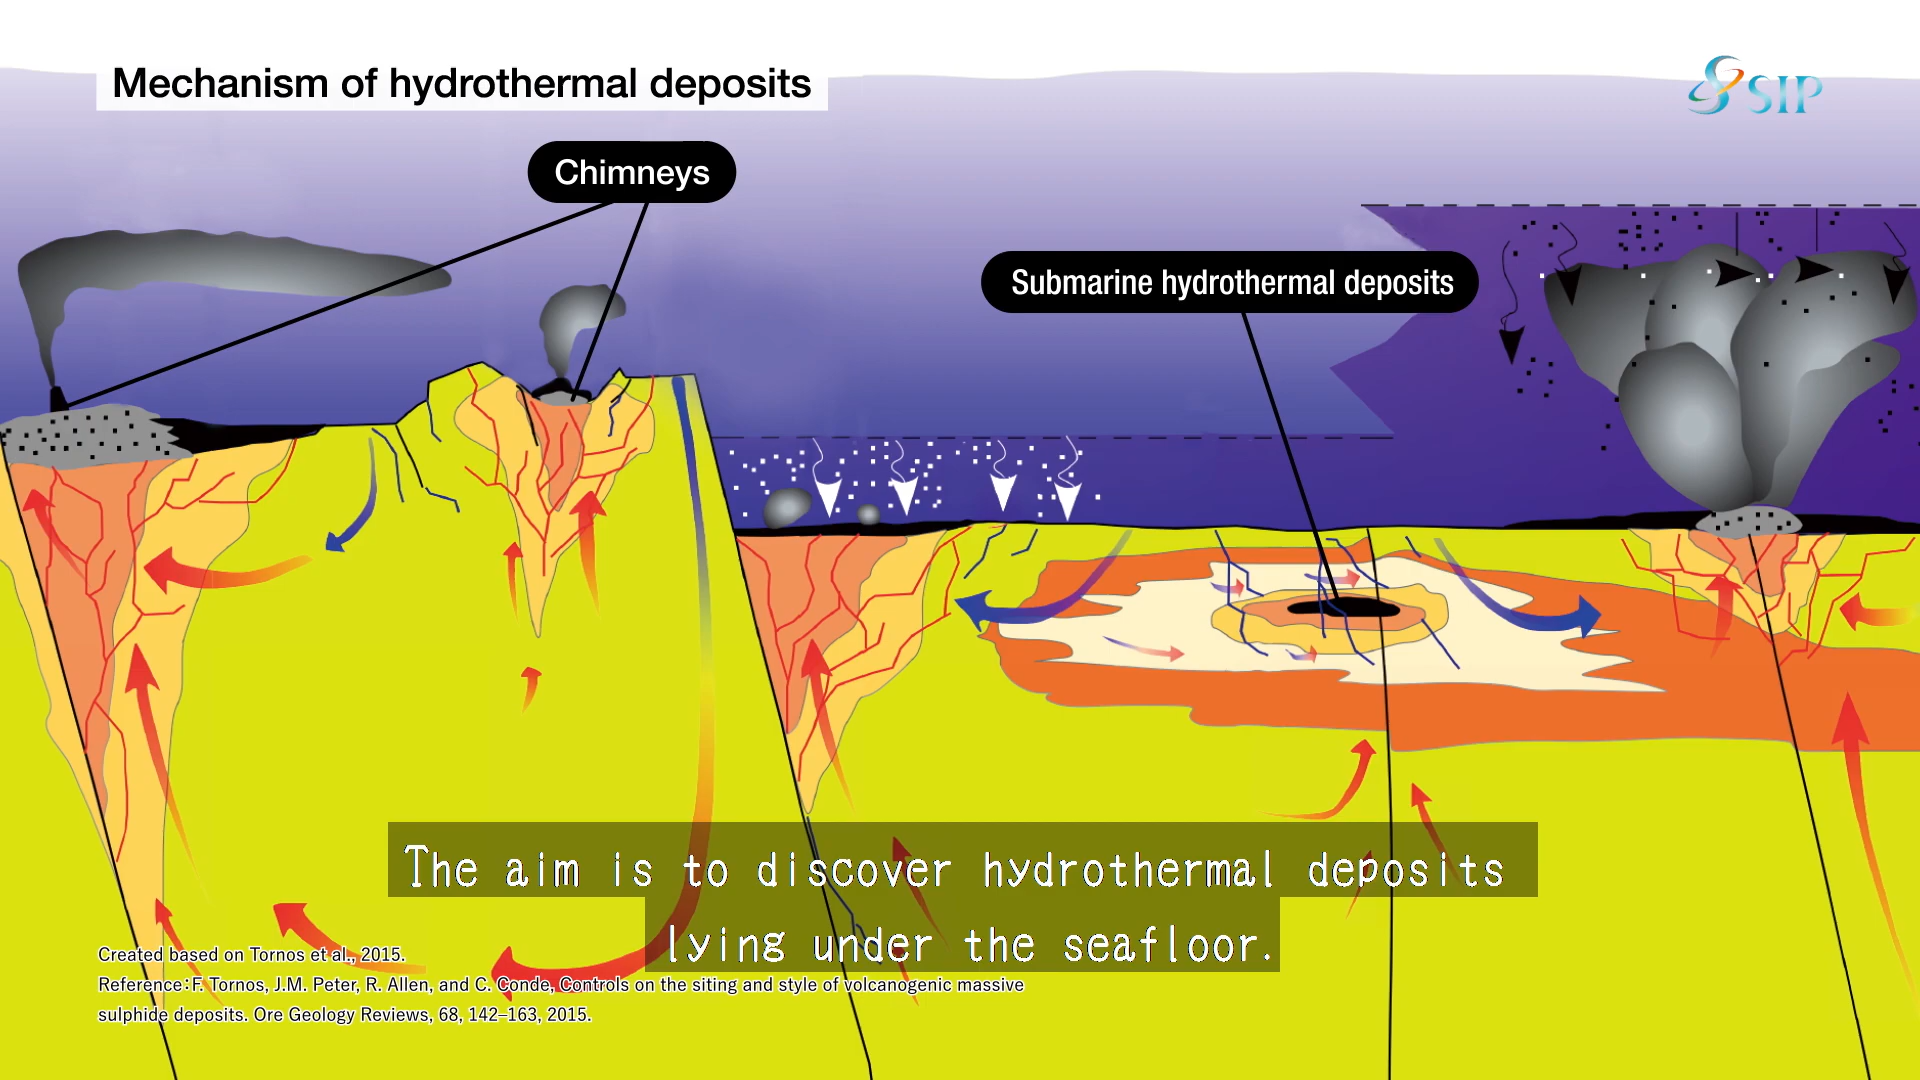 Mechanism of hydrothermal deposits
SIP
Chimneys
Submarine hydrothermal deposits
The aim is to discover hydrothermal deposits
lying under the seafloor.
Created based on Tornos et al., 2015.
Reference:F. Tornos, J.M. Peter, R. Allen, and C. Conde, Controls on the siting and style of volcanogenic massive
sulphide deposits. Ore Geology Reviews, 68, 142–163, 2015.